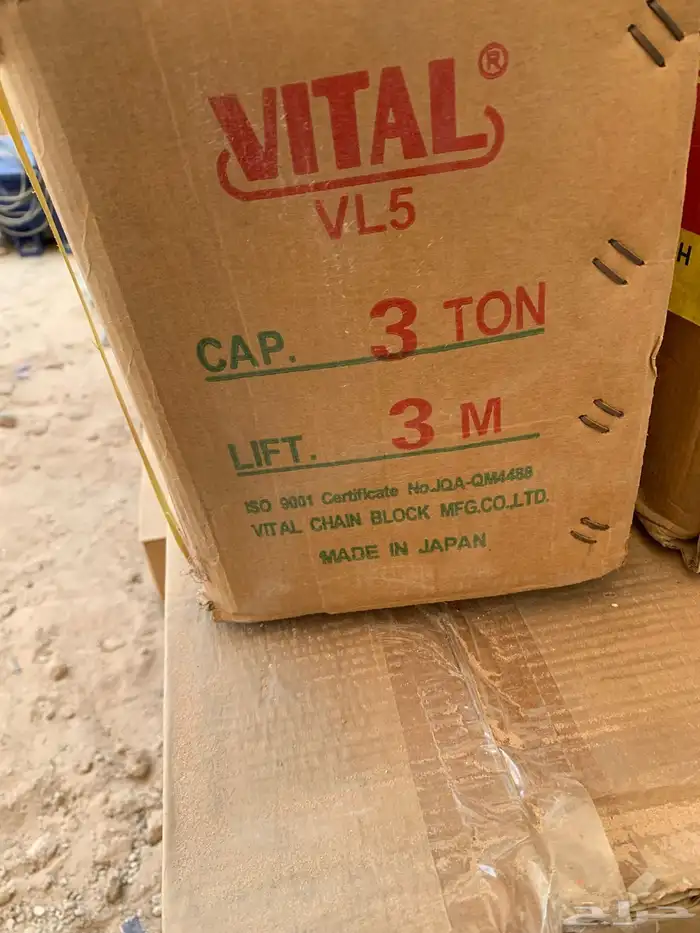 VITAL®
VL5
CAP. 3 TON
LIFT. 3 M
ISO 9001 Certificate No.JQA-QM4488
VITAL CHAIN BLOCK MFG.CO.,LTD.
MADE IN JAPAN
H
حراج